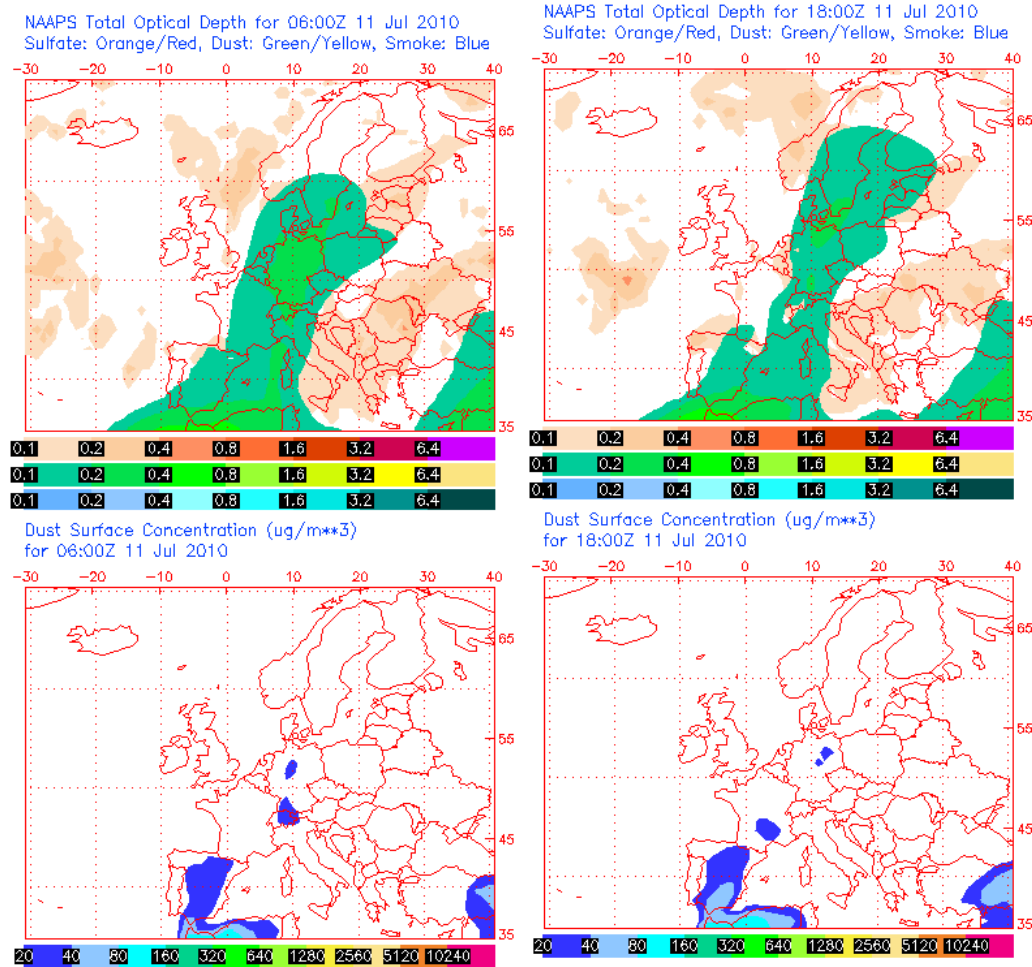 NAAPS Total Optical Depth for 06:00Z 11 Jul 2010
Sulfate: Orange/Red, Dust: Green/Yellow, Smoke: Blue
-30 -20 -10 0 10 20 30 40
65
55
45
35
0.1 0.2 0.4 0.8 1.6 3.2 6.4
0.1 0.2 0.4 0.8 1.6 3.2 6.4
0.1 0.2 0.4 0.8 1.6 3.2 6.4
NAAPS Total Optical Depth for 18:00Z 11 Jul 2010
Sulfate: Orange/Red, Dust: Green/Yellow, Smoke: Blue
-30 -20 -10 0 10 20 30 40
65
55
45
35
0.1 0.2 0.4 0.8 1.6 3.2 6.4
0.1 0.2 0.4 0.8 1.6 3.2 6.4
0.1 0.2 0.4 0.8 1.6 3.2 6.4
Dust Surface Concentration (ug/m**3)
for 06:00Z 11 Jul 2010
-30 -20 -10 0 10 20 30 40
65
55
45
35
20 40 80 160 320 640 1280 2560 5120 10240
Dust Surface Concentration (ug/m**3)
for 18:00Z 11 Jul 2010
-30 -20 -10 0 10 20 30 40
65
55
45
35
20 40 80 160 320 640 1280 2560 5120 10240